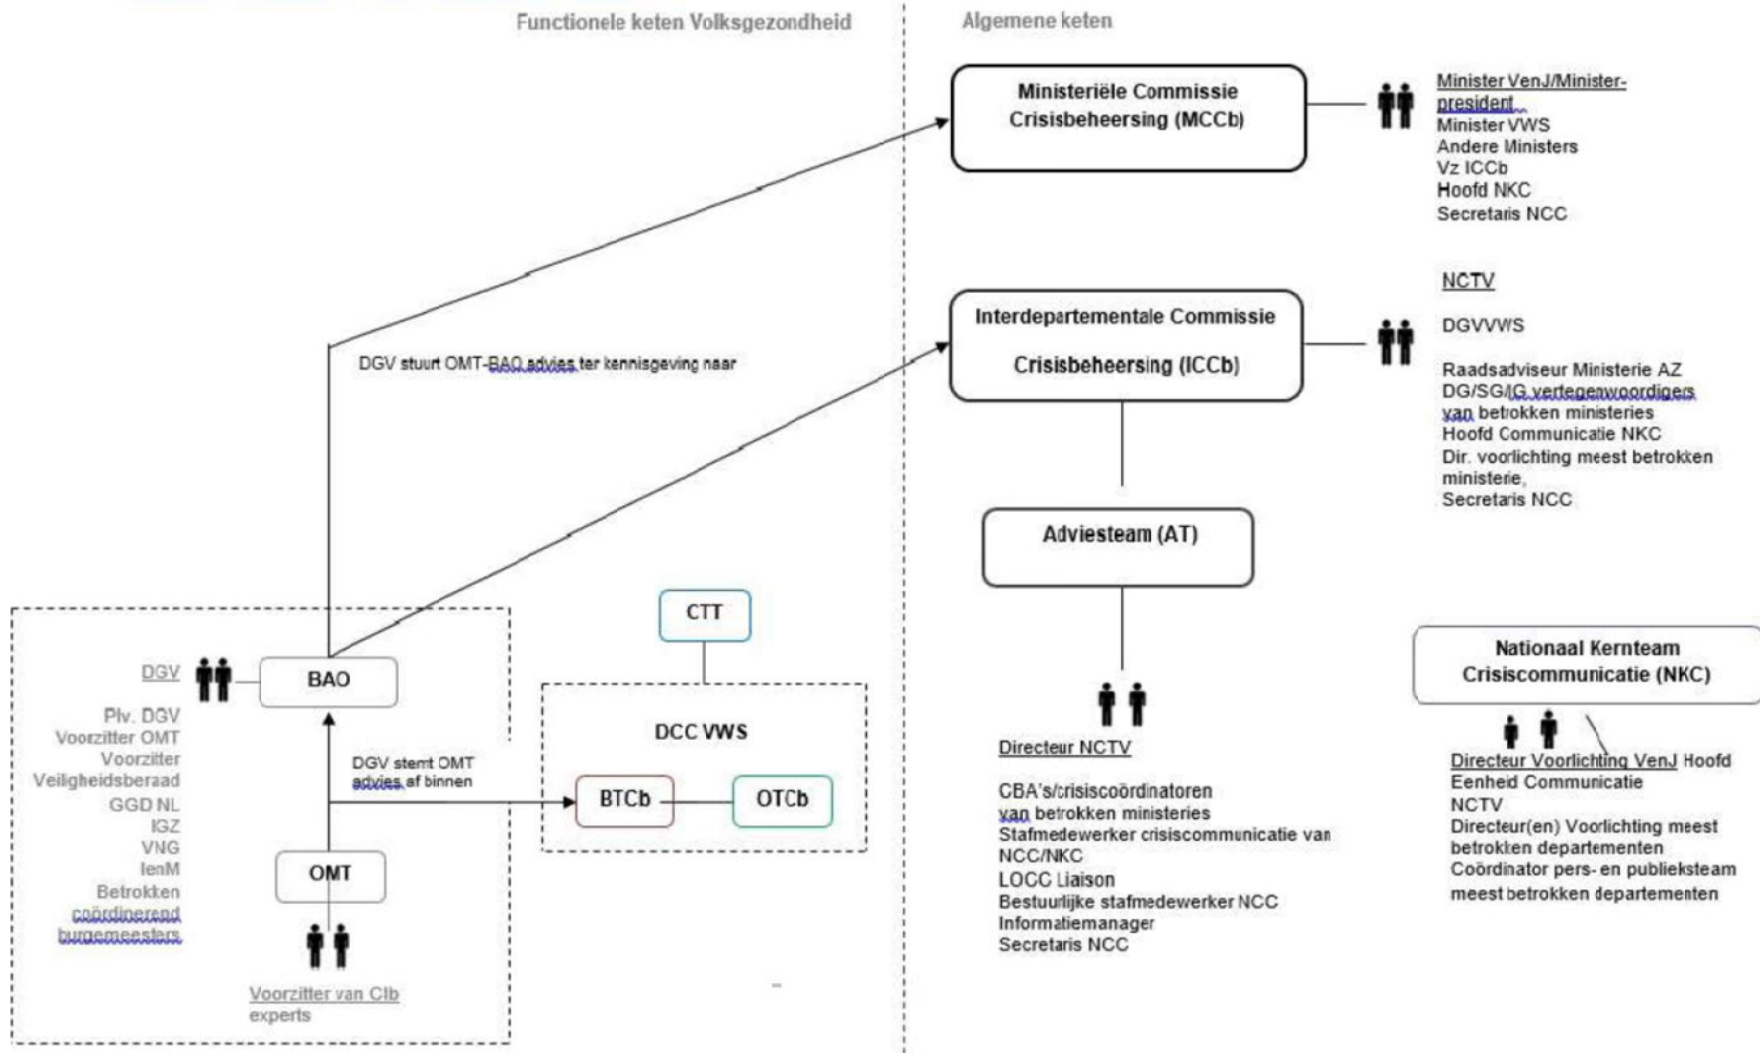 Functionele keten Volksgezondheid
Algemene keten
Ministeriële Commissie
Crisisbeheersing (MCCb)
Minister VenJ/Minister-
president
Minister VWS
Andere Ministers
Vz ICCb
Hoofd NKC
Secretaris NCC
DGV stuurt OMT-BAO advies ter kennisgeving naar
Interdepartementale Commissie
Crisisbeheersing (ICCb)
NCTV
DGVVWS
Raadsadviseur Ministerie AZ
DG/SG/IG vertegenwoordigers
van betrokken ministeries
Hoofd Communicatie NKC
Dir. voorlichting meest betrokken
ministerie,
Secretaris NCC
Adviesteam (AT)
Directeur NCTV
CBA's/crisiscoördinatoren
van betrokken ministeries
Stafmedewerker crisiscommunicatie van
NCC/NKC
LOCC Liaison
Bestuurlijke stafmedewerker NCC
Informatiemanager
Secretaris NCC
Nationaal Kernteam
Crisiscommunicatie (NKC)
Directeur Voorlichting VenJ Hoofd
Eenheid Communicatie
NCTV
Directeur(en) Voorlichting meest
betrokken departementen
Coördinator pers- en publieksteam
meest betrokken departementen
CTT
DCC VWS
BTCb
OTCb
DGV
BAO
Plv. DGV
Voorzitter OMT
Voorzitter
Veiligheidsberaad
GGD NL
IGZ
VNG
IenM
Betrokken
coördinerend
burgemeesters
DGV stemt OMT
advies af binnen
OMT
Voorzitter van CIb
experts